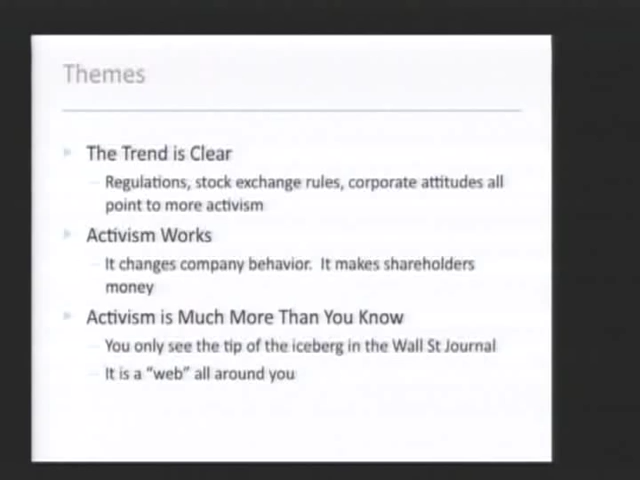 Themes
The Trend is Clear
Regulations, stock exchange rules, corporate attitudes all
point to more activism
Activism Works
It changes company behavior.  It makes shareholders
money
Activism is Much More Than You Know
You only see the tip of the iceberg in the Wall St Journal
It is a “web” all around you